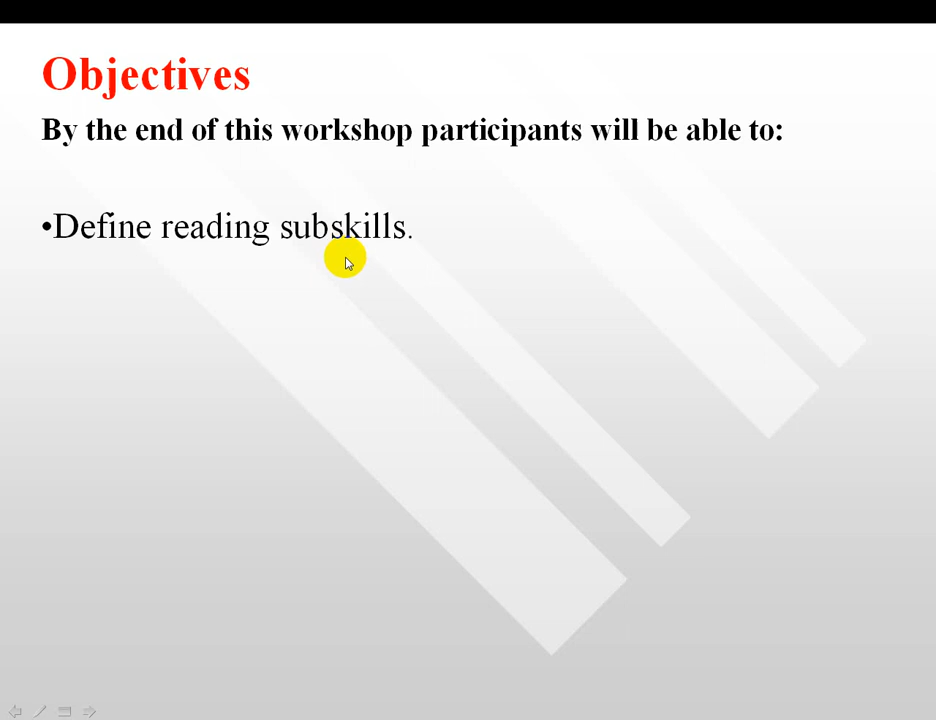 Objectives
By the end of this workshop participants will be able to:
•Define reading subskills.